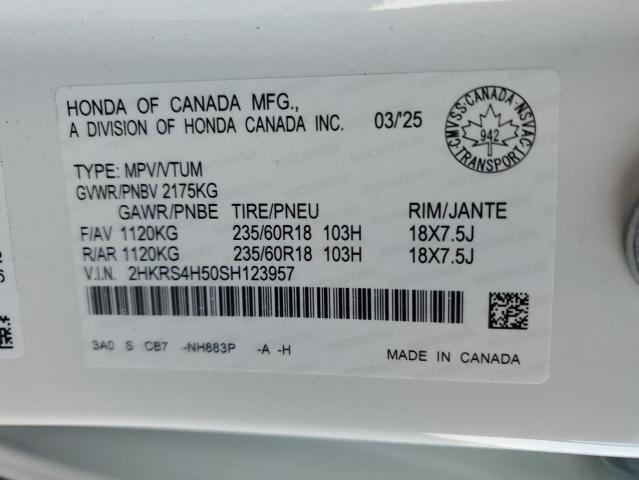 HONDA OF CANADA MFG.,
A DIVISION OF HONDA CANADA INC. 03/'25
CMVSS·CANADA·NSVAC
942
TRANSPORT
TYPE: MPV/VTUM
GVWR/PNBV 2175KG
GAWR/PNBE TIRE/PNEU RIM/JANTE
F/AV 1120KG 235/60R18 103H 18X7.5J
R/AR 1120KG 235/60R18 103H 18X7.5J
V.I.N. 2HKRS4H50SH123957
3A0 S CB7 -NH883P -A -H
MADE IN CANADA